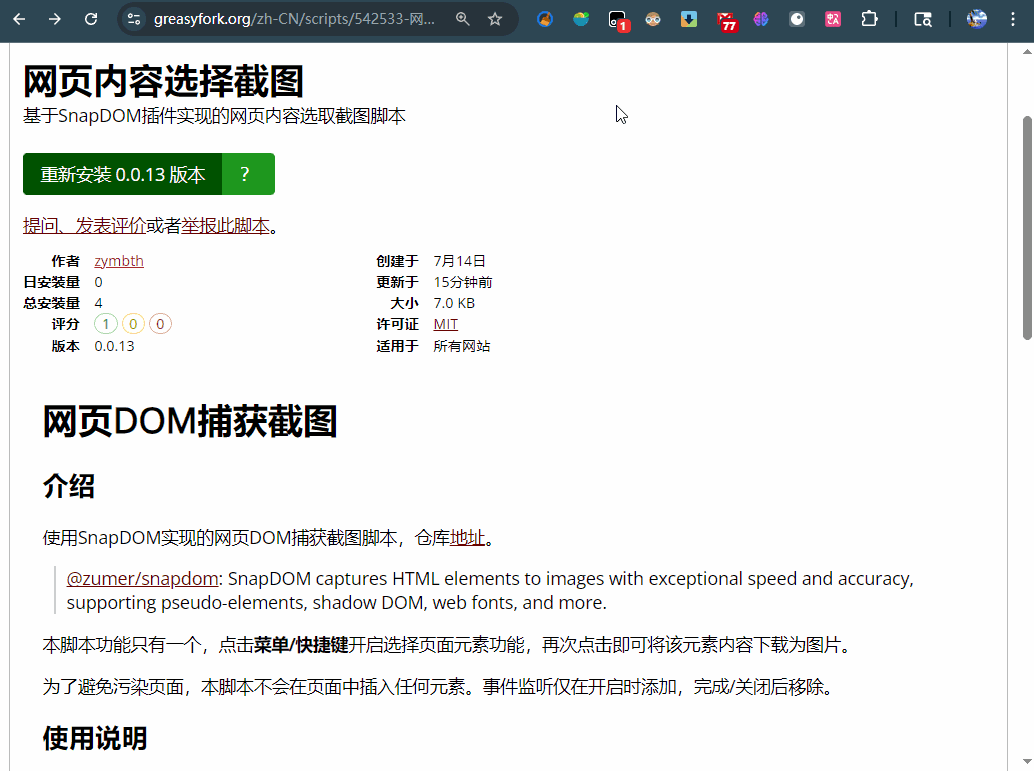 greasyfork.org/zh-CN/scripts/542533-网...
1
77
网页内容选择截图
基于SnapDOM插件实现的网页内容选取截图脚本
重新安装 0.0.13 版本 ?
提问、发表评价或者举报此脚本。
作者 zymbth 创建于 7月14日
日安装量 0 更新于 15分钟前
总安装量 4 大小 7.0 KB
评分 1 0 0 许可证 MIT
版本 0.0.13 适用于 所有网站
网页DOM捕获截图
介绍
使用SnapDOM实现的网页DOM捕获截图脚本，仓库地址。
@zumer/snapdom: SnapDOM captures HTML elements to images with exceptional speed and accuracy,
supporting pseudo-elements, shadow DOM, web fonts, and more.
本脚本功能只有一个，点击菜单/快捷键开启选择页面元素功能，再次点击即可将该元素内容下载为图片。
为了避免污染页面，本脚本不会在页面中插入任何元素。事件监听仅在开启时添加，完成/关闭后移除。
使用说明